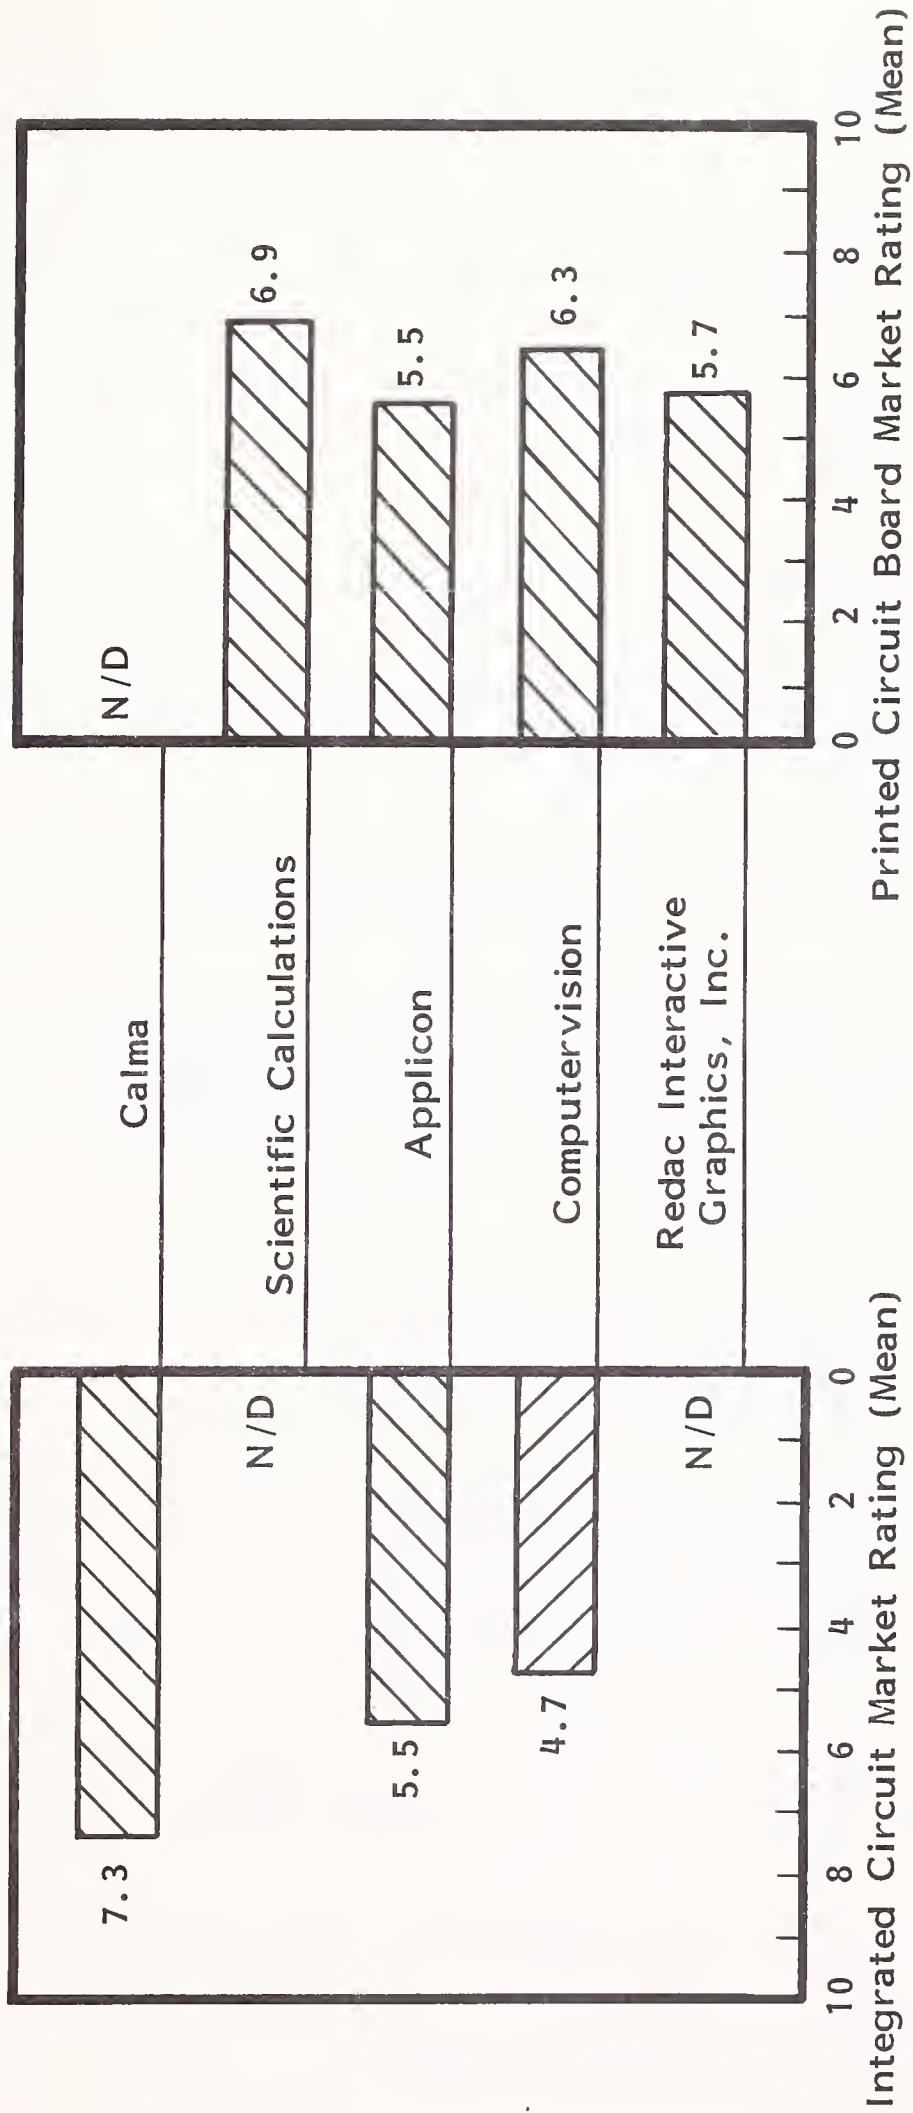 Calma
7.3
N/D
Scientific Calculations
N/D
6.9
Applicon
5.5
5.5
Computervision
4.7
6.3
Redac Interactive
Graphics, Inc.
N/D
5.7
10 8 6 4 2 0
0 2 4 6 8 10
Integrated Circuit Market Rating (Mean)
Printed Circuit Board Market Rating (Mean)